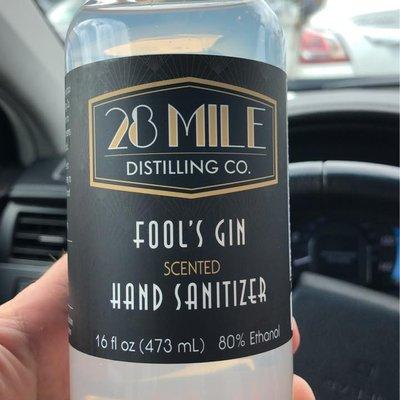 28 MILE
DISTILLING CO.
FOOL'S GIN
SCENTED
HAND SANITIZER
16 fl oz (473 mL) 80% Ethanol